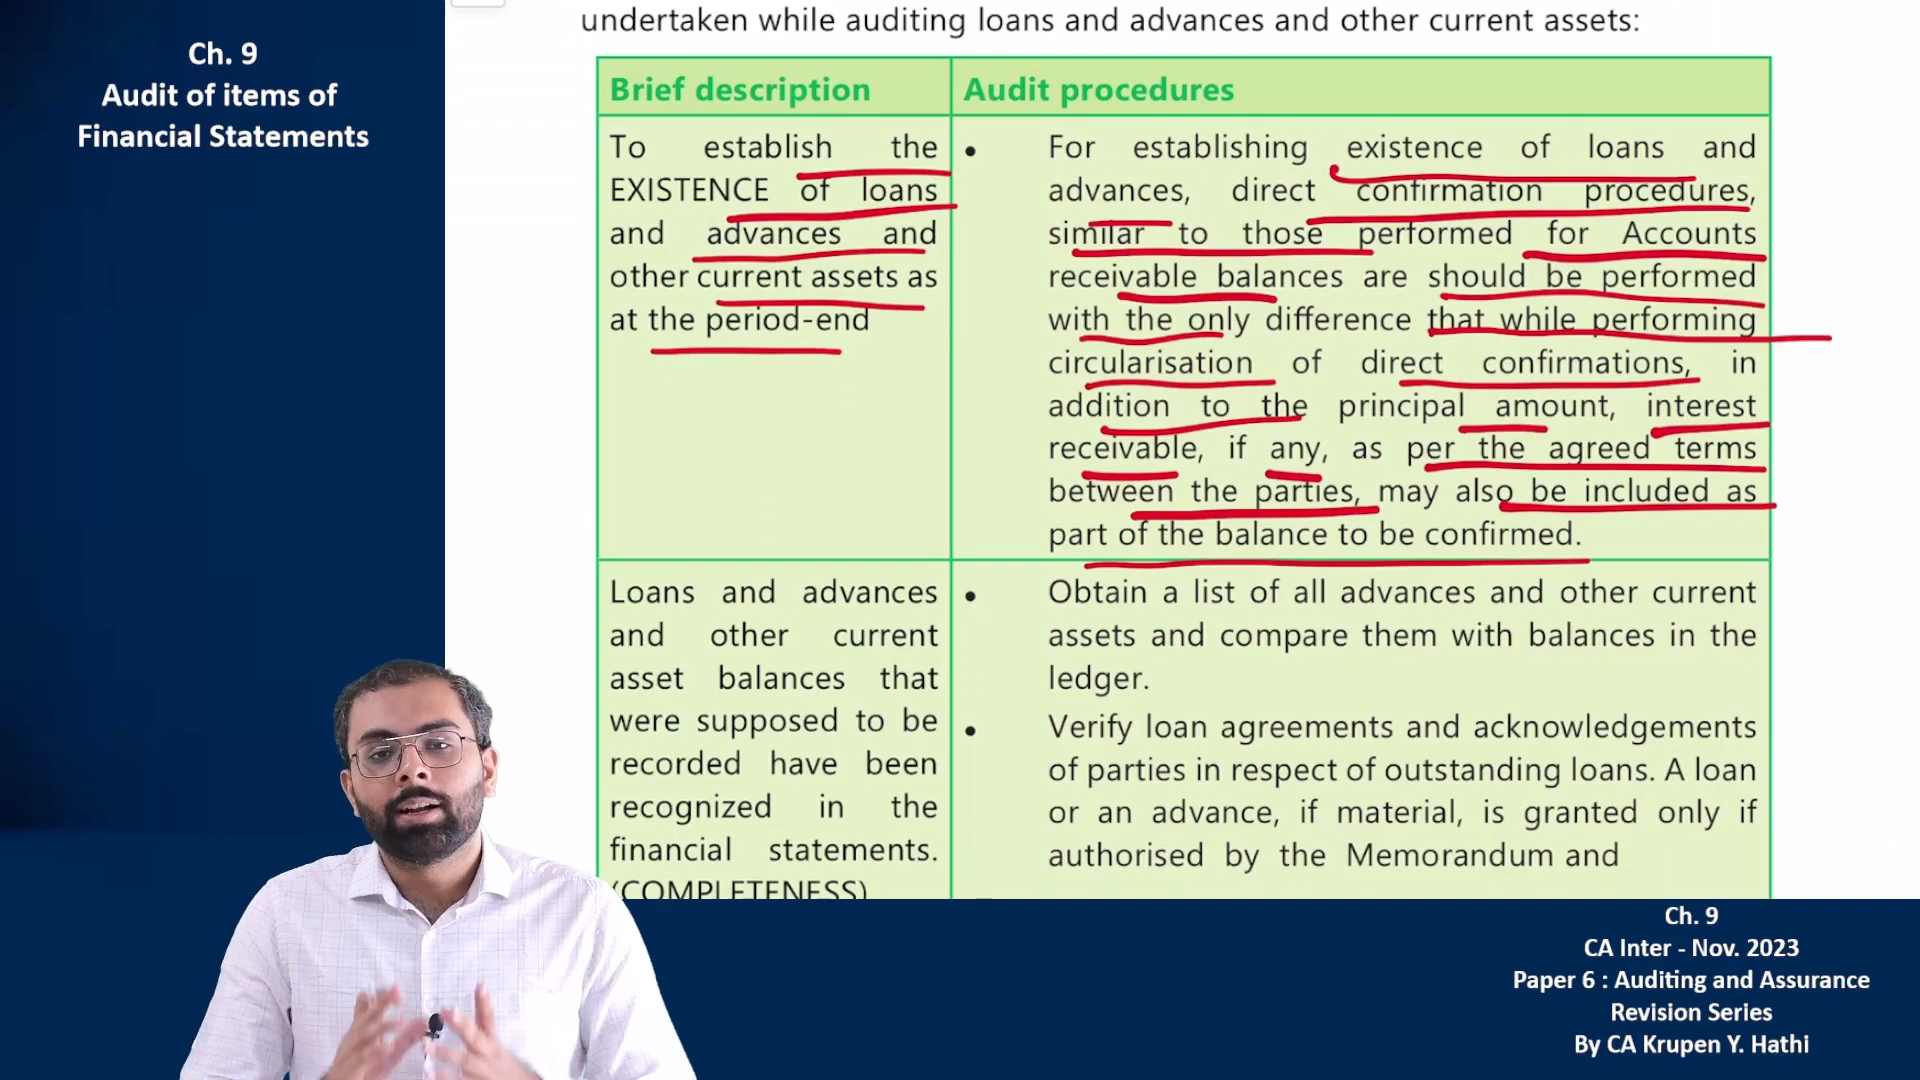 Ch. 9
Audit of items of
Financial Statements
undertaken while auditing loans and advances and other current assets:
Brief description
Audit procedures
To establish the
EXISTENCE of loans
and advances and
other current assets as
at the period-end
• For establishing existence of loans and
advances, direct confirmation procedures,
similar to those performed for Accounts
receivable balances are should be performed
with the only difference that while performing
circularisation of direct confirmations, in
addition to the principal amount, interest
receivable, if any, as per the agreed terms
between the parties, may also be included as
part of the balance to be confirmed.
Loans and advances
and other current
asset balances that
were supposed to be
recorded have been
recognized in the
financial statements.
(COMPLETENESS)
• Obtain a list of all advances and other current
assets and compare them with balances in the
ledger.
• Verify loan agreements and acknowledgements
of parties in respect of outstanding loans. A loan
or an advance, if material, is granted only if
authorised by the Memorandum and
Ch. 9
CA Inter - Nov. 2023
Paper 6 : Auditing and Assurance
Revision Series
By CA Krupen Y. Hathi